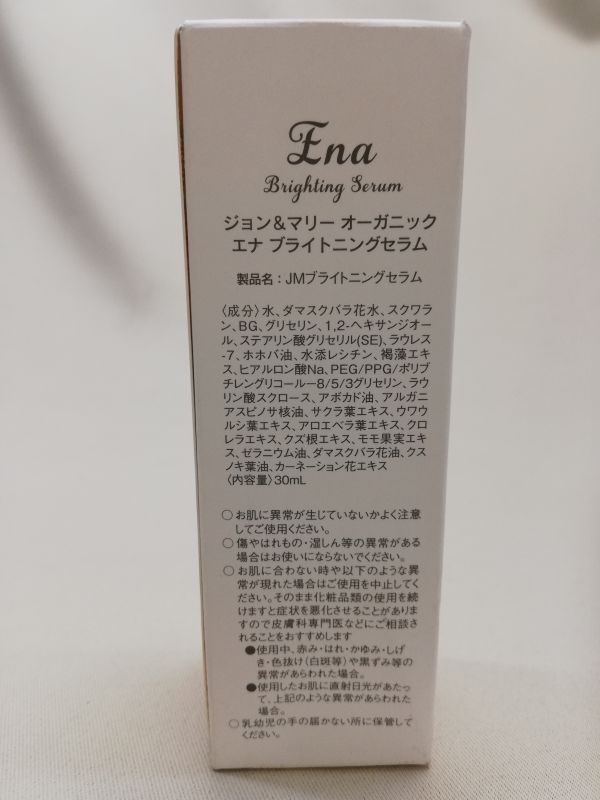 Ena
Brighting Serum
ジョン&マリー オーガニック
エナ ブライトニングセラム
製品名：JMブライトニングセラム
〈成分〉水、ダマスクバラ花水、スクワラ
ン、BG、グリセリン、1,2-ヘキサンジオー
ル、ステアリン酸グリセリル(SE)、ラウレス
-7、ホホバ油、水添レシチン、褐藻エキ
ス、ヒアルロン酸Na、PEG/PPG/ポリブ
チレングリコールー8/5/3グリセリン、ラウ
リン酸スクロース、アボカド油、アルガニ
アスピノサ核油、サクラ葉エキス、ウワウ
ルシ葉エキス、アロエベラ葉エキス、クロ
レラエキス、クズ根エキス、モモ果実エキ
ス、ゼラニウム油、ダマスクバラ花油、クス
ノキ葉油、カーネーション花エキス
〈内容量〉30mL
○お肌に異常が生じていないかよく注意
してご使用ください。
○傷やはれもの・湿しん等の異常がある
場合はお使いにならないでください。
○お肌に合わない時や以下のような異
常が現れた場合はご使用を中止してく
ださい。そのまま化粧品類の使用を続
けますと症状を悪化させることがありま
すので皮膚科専門医などにご相談さ
れることをおすすめします
●使用中、赤み・はれ・かゆみ・しげ
き・色抜け(白斑等)や黒ずみ等の
異常があらわれた場合。
●使用したお肌に直射日光があたっ
て、上記のような異常があらわれた
場合。
○乳幼児の手の届かない所に保管して
ください。